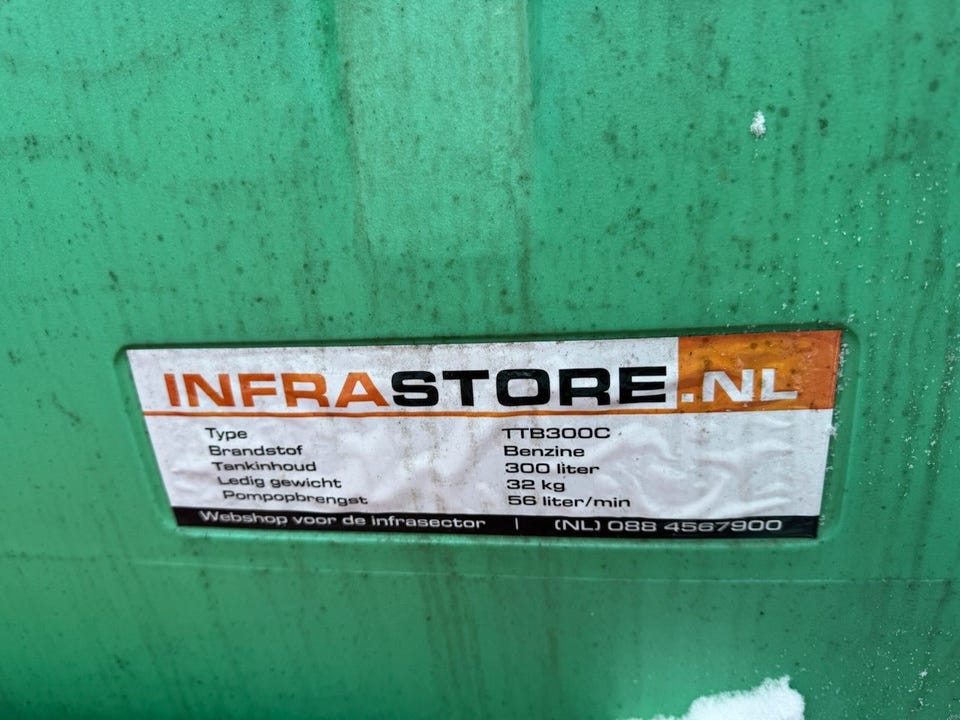 INFRASTORE.NL
Type TTB300C
Brandstof Benzine
Tankinhoud 300 liter
Ledig gewicht 32 kg
Pompopbrengst 56 liter/min
Webshop voor de infrasector | (NL) 088 4567900